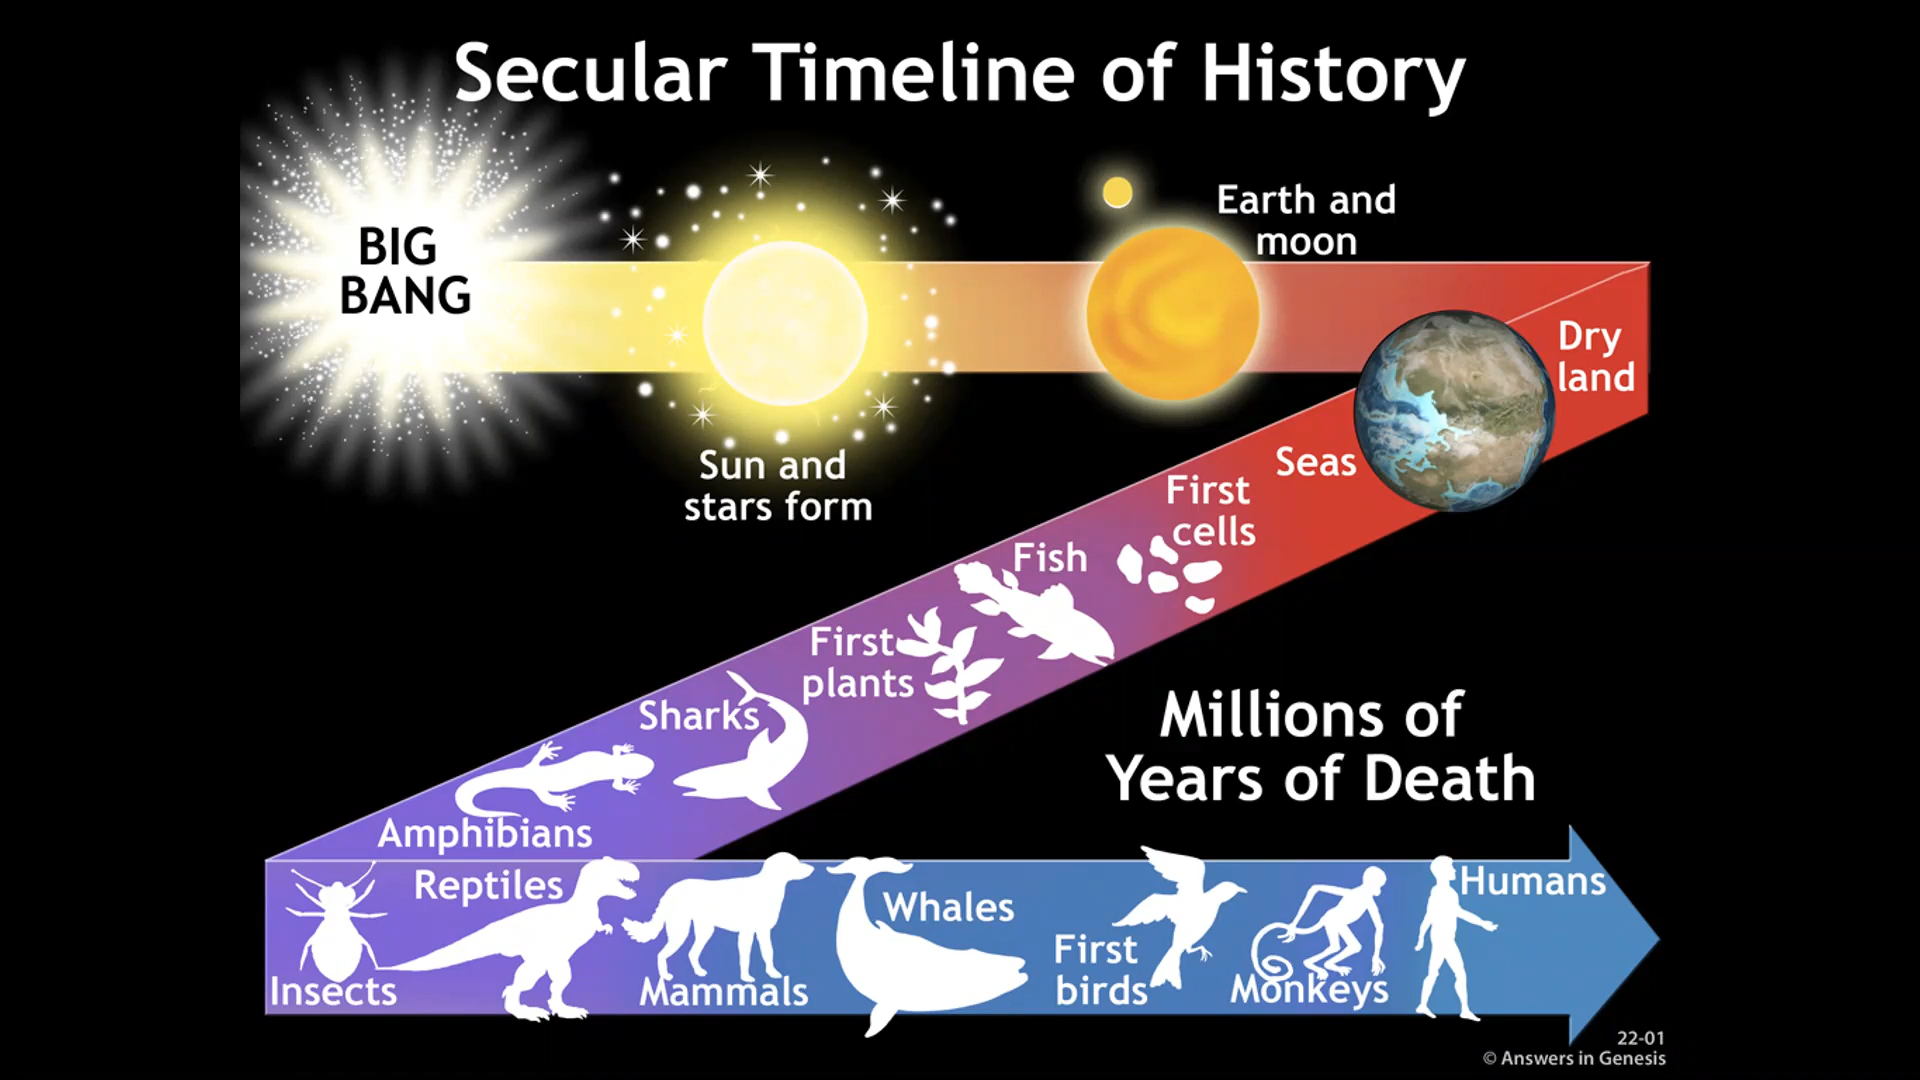 Secular Timeline of History
BIG
BANG
Sun and
stars form
Earth and
moon
Dry
land
Seas
First
cells
Fish
First
plants
Sharks
Amphibians
Millions of
Years of Death
Insects
Reptiles
Mammals
Whales
First
birds
Monkeys
Humans
22-01
© Answers in Genesis